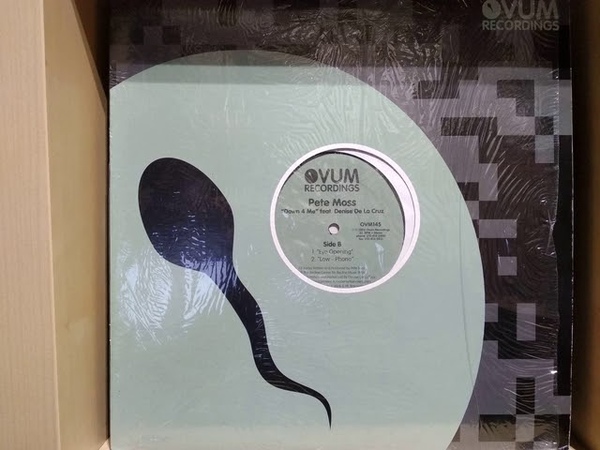 OVUM
RECORDINGS
OVUM
RECORDINGS
Pete Moss
"Down 4 Me" feat. Denise De La Cruz
OVM145
Side B
1. "Eye Opening"
2. "Low - Phonic"